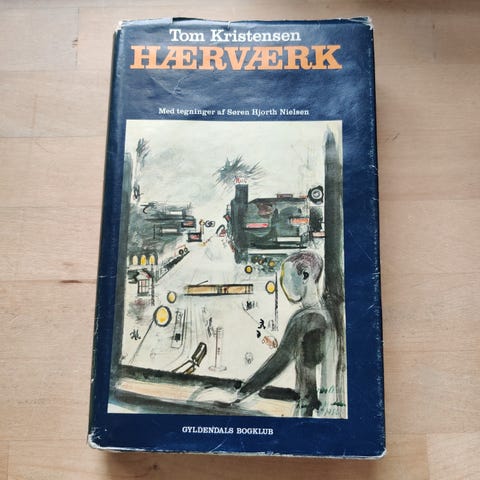 Tom Kristensen
HÆRVÆRK
Med tegninger af Søren Hjorth Nielsen
GYLDENDALS BOGKLUB